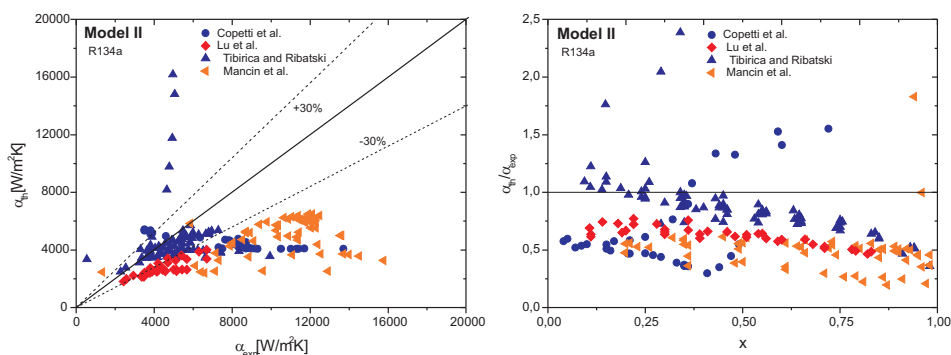 Model II
R134a
Copetti et al.
Lu et al.
Tibirica and Ribatski
Mancin et al.
+30%
-30%
20000
16000
12000
8000
4000
0
α_th[W/m²K]
0 4000 8000 12000 16000 20000
α_exp[W/m²K]
Model II
R134a
Copetti et al.
Lu et al.
Tibirica and Ribatski
Mancin et al.
2,5
2,0
1,5
1,0
0,5
0,0
α_th/α_exp
0,00 0,25 0,50 0,75 1,00
x